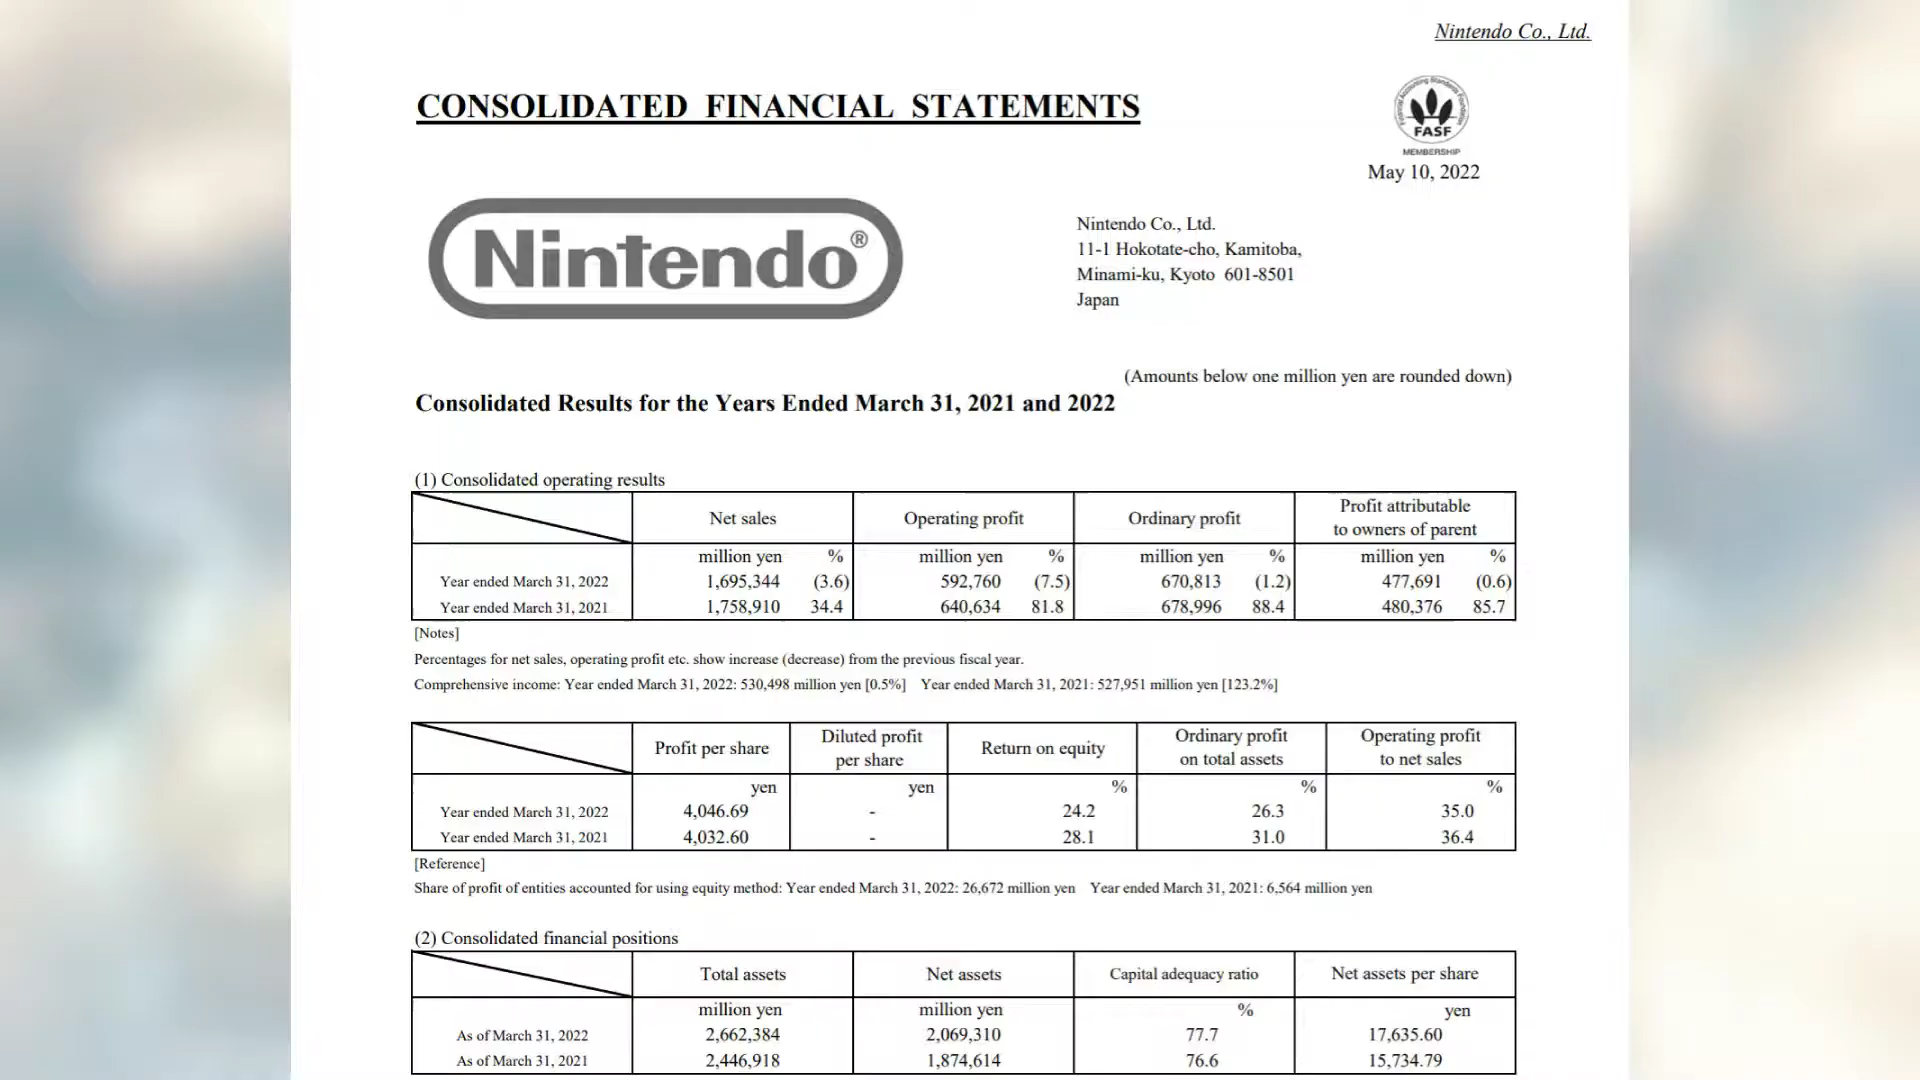 Nintendo Co., Ltd.
CONSOLIDATED FINANCIAL STATEMENTS
Financial Accounting Standards Foundation
FASF
MEMBERSHIP
May 10, 2022
Nintendo®
Nintendo Co., Ltd.
11-1 Hokotate-cho, Kamitoba,
Minami-ku, Kyoto 601-8501
Japan
(Amounts below one million yen are rounded down)
Consolidated Results for the Years Ended March 31, 2021 and 2022
(1) Consolidated operating results
Net sales Operating profit Ordinary profit Profit attributable
to owners of parent
million yen % million yen % million yen % million yen %
Year ended March 31, 2022 1,695,344 (3.6) 592,760 (7.5) 670,813 (1.2) 477,691 (0.6)
Year ended March 31, 2021 1,758,910 34.4 640,634 81.8 678,996 88.4 480,376 85.7
[Notes]
Percentages for net sales, operating profit etc. show increase (decrease) from the previous fiscal year.
Comprehensive income: Year ended March 31, 2022: 530,498 million yen [0.5%] Year ended March 31, 2021: 527,951 million yen [123.2%]
Profit per share Diluted profit
per share Return on equity Ordinary profit
on total assets Operating profit
to net sales
yen yen % % %
Year ended March 31, 2022 4,046.69 - 24.2 26.3 35.0
Year ended March 31, 2021 4,032.60 - 28.1 31.0 36.4
[Reference]
Share of profit of entities accounted for using equity method: Year ended March 31, 2022: 26,672 million yen Year ended March 31, 2021: 6,564 million yen
(2) Consolidated financial positions
Total assets Net assets Capital adequacy ratio Net assets per share
million yen million yen % yen
As of March 31, 2022 2,662,384 2,069,310 77.7 17,635.60
As of March 31, 2021 2,446,918 1,874,614 76.6 15,734.79